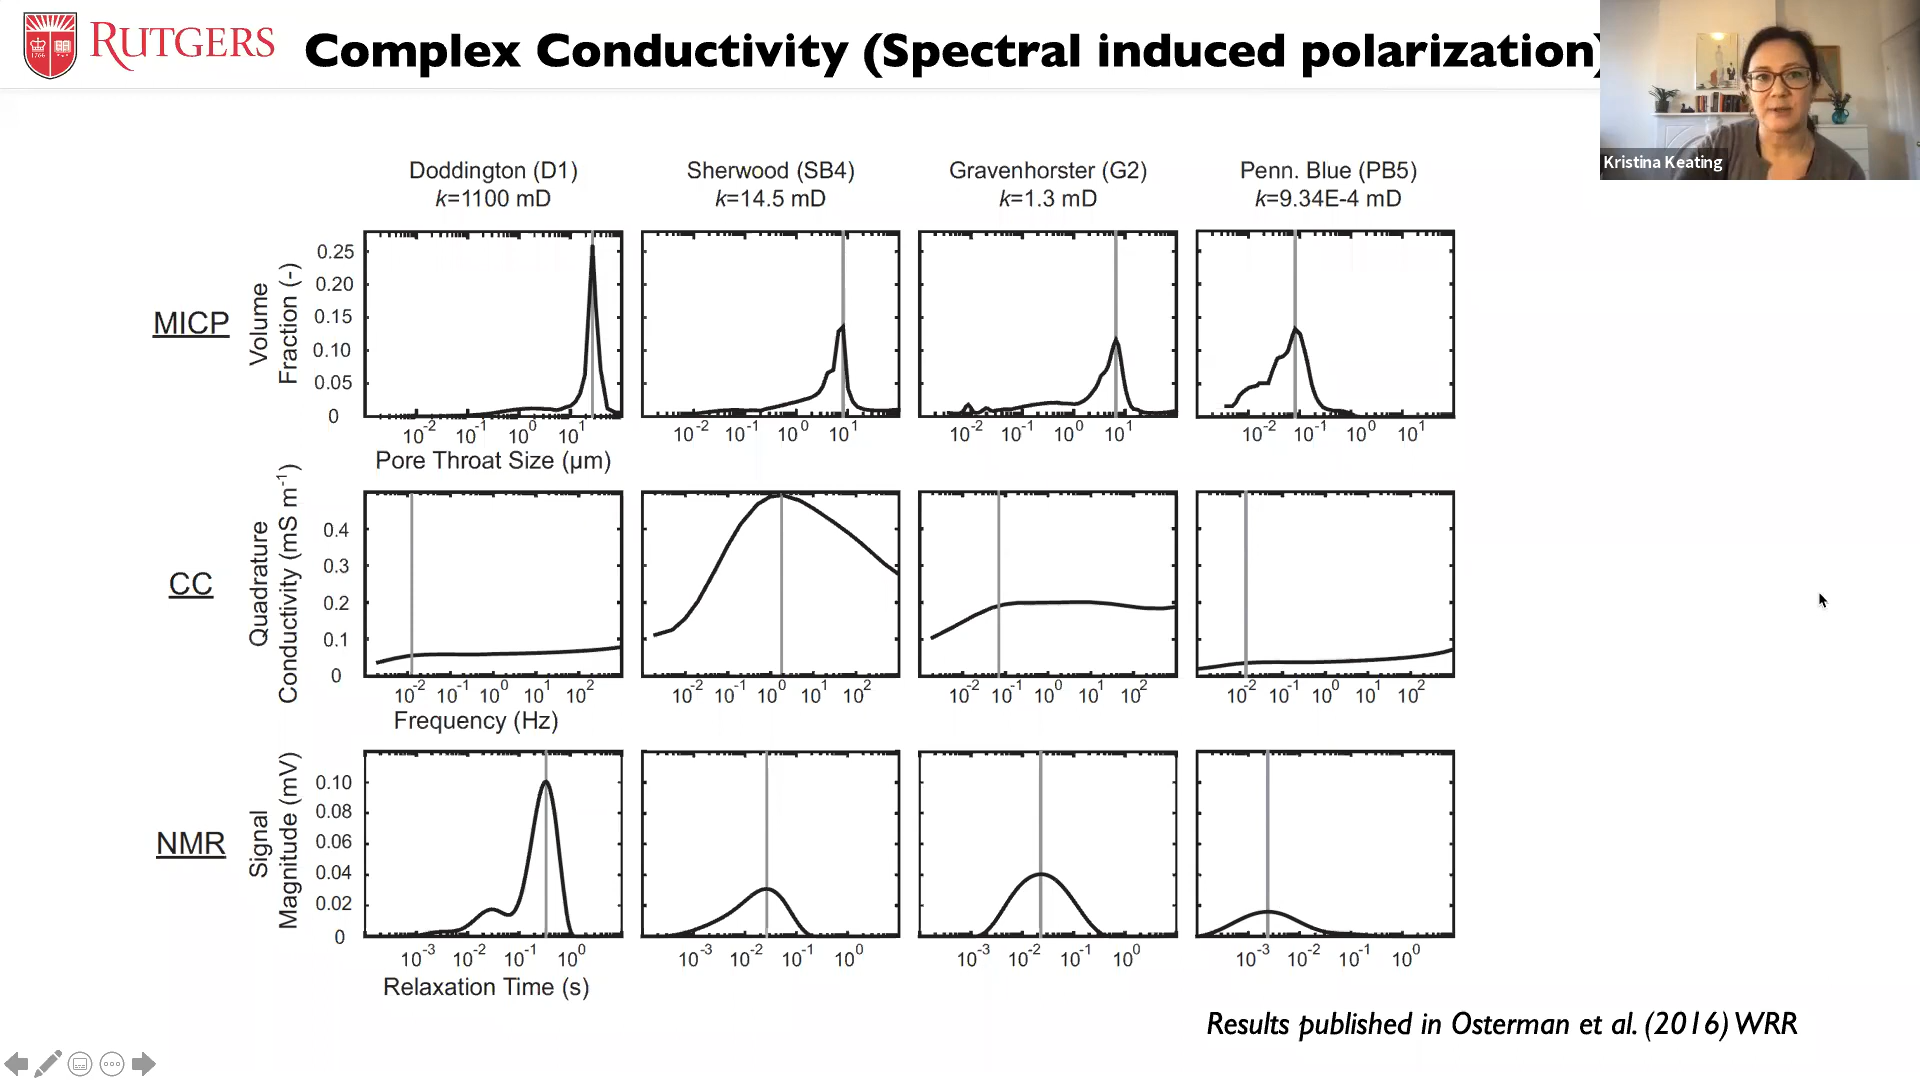 RUTGERS
1766
Complex Conductivity (Spectral induced polarization)
Kristina Keating
Doddington (D1)
k=1100 mD
Sherwood (SB4)
k=14.5 mD
Gravenhorster (G2)
k=1.3 mD
Penn. Blue (PB5)
k=9.34E-4 mD
MICP
Volume
Fraction (-)
0.25
0.20
0.15
0.10
0.05
0
10⁻² 10⁻¹ 10⁰ 10¹
10⁻² 10⁻¹ 10⁰ 10¹
10⁻² 10⁻¹ 10⁰ 10¹
10⁻² 10⁻¹ 10⁰ 10¹
Pore Throat Size (µm)
CC
Quadrature
Conductivity (mS m⁻¹)
0.4
0.3
0.2
0.1
0
10⁻² 10⁻¹ 10⁰ 10¹ 10²
10⁻² 10⁻¹ 10⁰ 10¹ 10²
10⁻² 10⁻¹ 10⁰ 10¹ 10²
10⁻² 10⁻¹ 10⁰ 10¹ 10²
Frequency (Hz)
NMR
Signal
Magnitude (mV)
0.10
0.08
0.06
0.04
0.02
0
10⁻³ 10⁻² 10⁻¹ 10⁰
10⁻³ 10⁻² 10⁻¹ 10⁰
10⁻³ 10⁻² 10⁻¹ 10⁰
10⁻³ 10⁻² 10⁻¹ 10⁰
Relaxation Time (s)
Results published in Osterman et al. (2016) WRR